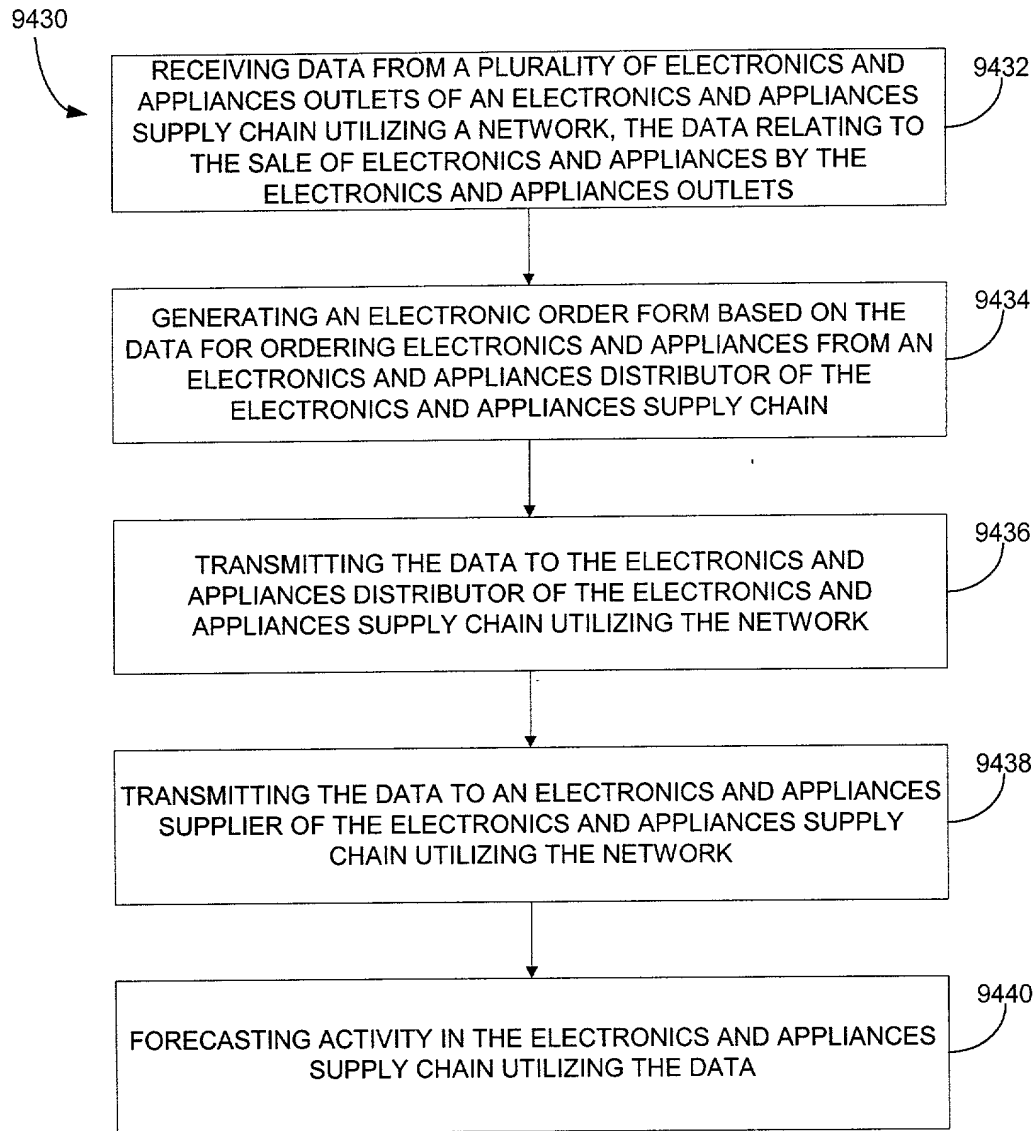 9430
RECEIVING DATA FROM A PLURALITY OF ELECTRONICS AND
APPLIANCES OUTLETS OF AN ELECTRONICS AND APPLIANCES
SUPPLY CHAIN UTILIZING A NETWORK, THE DATA RELATING TO
THE SALE OF ELECTRONICS AND APPLIANCES BY THE
ELECTRONICS AND APPLIANCES OUTLETS
9432
GENERATING AN ELECTRONIC ORDER FORM BASED ON THE
DATA FOR ORDERING ELECTRONICS AND APPLIANCES FROM AN
ELECTRONICS AND APPLIANCES DISTRIBUTOR OF THE
ELECTRONICS AND APPLIANCES SUPPLY CHAIN
9434
TRANSMITTING THE DATA TO THE ELECTRONICS AND
APPLIANCES DISTRIBUTOR OF THE ELECTRONICS AND
APPLIANCES SUPPLY CHAIN UTILIZING THE NETWORK
9436
TRANSMITTING THE DATA TO AN ELECTRONICS AND APPLIANCES
SUPPLIER OF THE ELECTRONICS AND APPLIANCES SUPPLY
CHAIN UTILIZING THE NETWORK
9438
FORECASTING ACTIVITY IN THE ELECTRONICS AND APPLIANCES
SUPPLY CHAIN UTILIZING THE DATA
9440